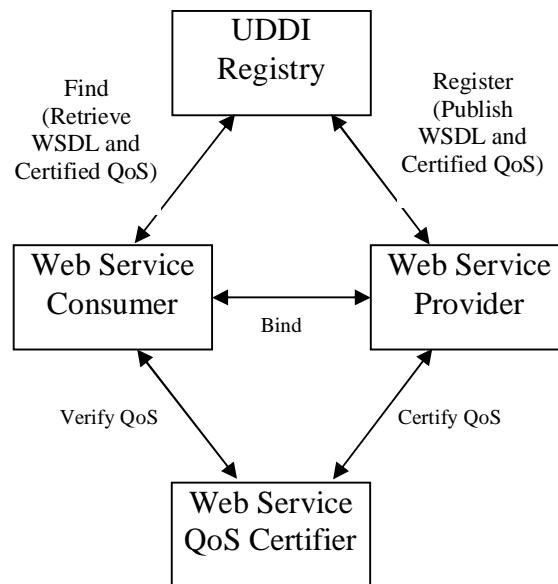 UDDI
Registry
Find
(Retrieve
WSDL and
Certified QoS)
Register
(Publish
WSDL and
Certified QoS)
Web Service
Consumer
Web Service
Provider
Bind
Verify QoS
Certify QoS
Web Service
QoS Certifier